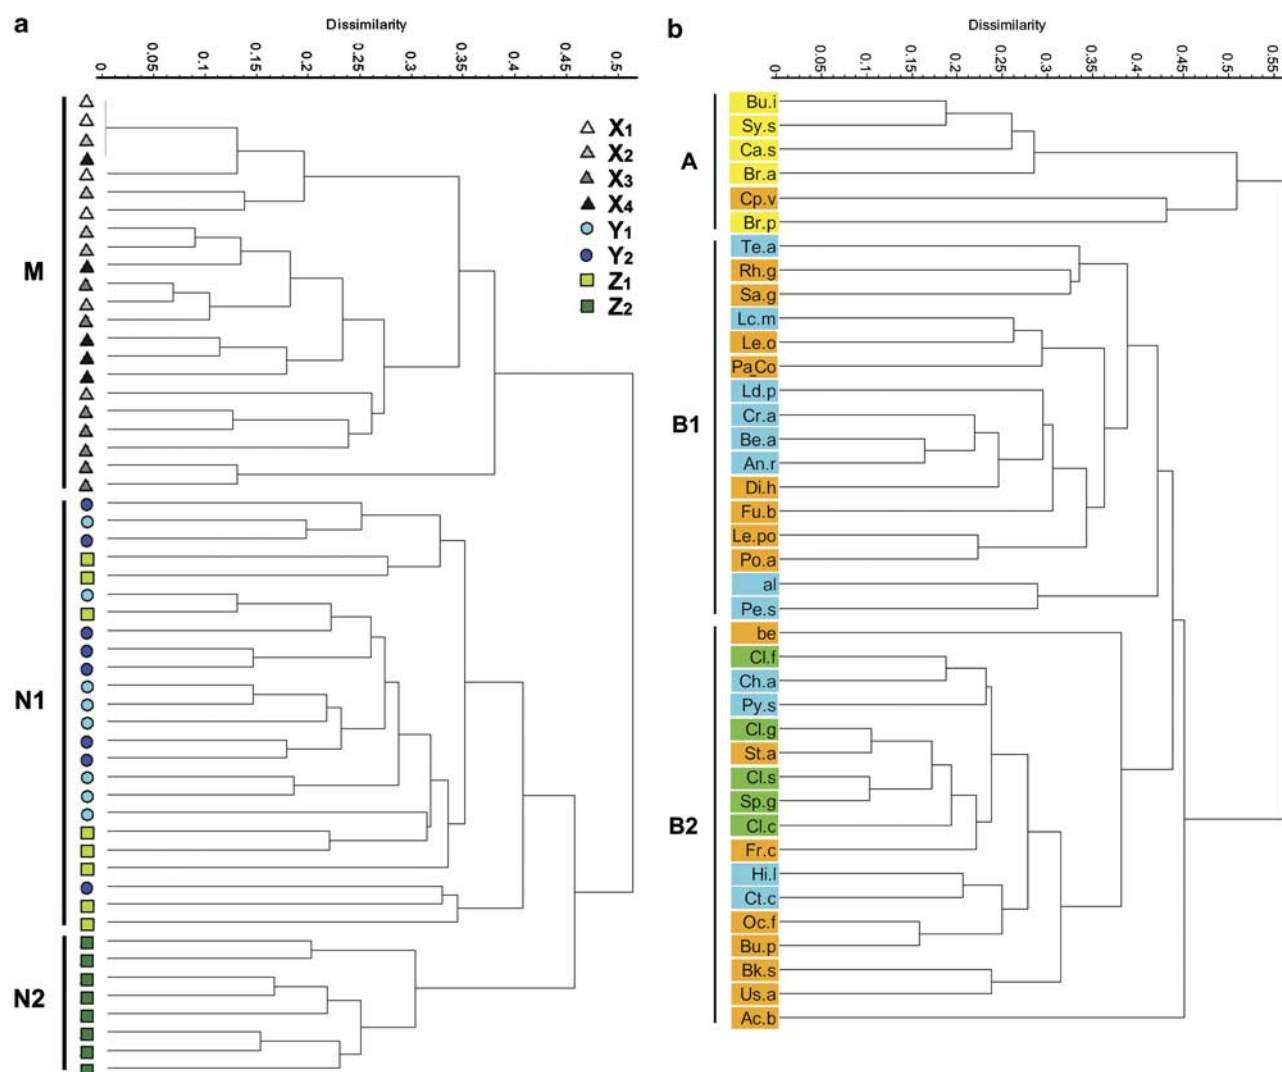 a
Dissimilarity
0 0.05 0.1 0.15 0.2 0.25 0.3 0.35 0.4 0.45 0.5
X1
X2
X3
X4
Y1
Y2
Z1
Z2
M
N1
N2
b
Dissimilarity
0 0.05 0.1 0.15 0.2 0.25 0.3 0.35 0.4 0.45 0.55
A
B1
B2
Bu.i
Sy.s
Ca.s
Br.a
Cp.v
Br.p
Te.a
Rh.g
Sa.g
Lc.m
Le.o
Pa_Co
Ld.p
Cr.a
Be.a
An.r
Di.h
Fu.b
Le.po
Po.a
al
Pe.s
be
Cl.f
Ch.a
Py.s
Cl.g
St.a
Cl.s
Sp.g
Cl.c
Fr.c
Hi.l
Ct.c
Oc.f
Bu.p
Bk.s
Us.a
Ac.b